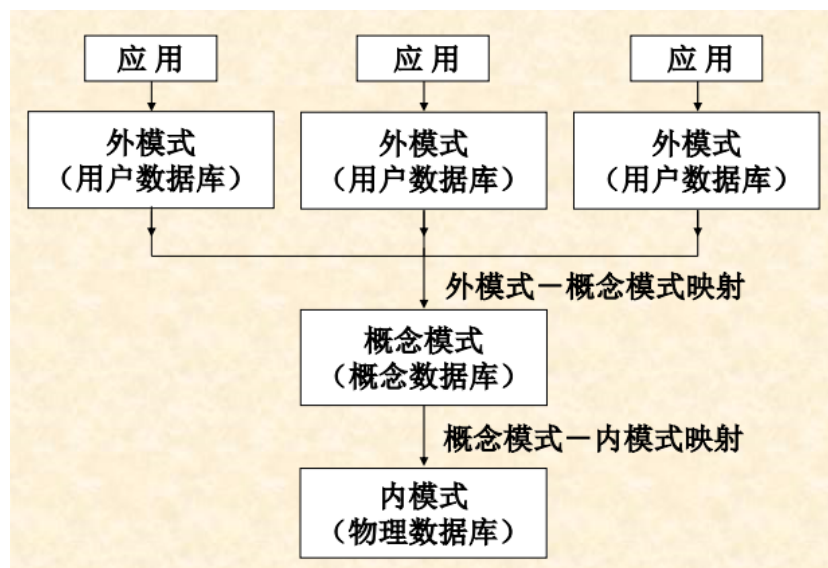 应 用
应 用
应 用
外模式
（用户数据库）
外模式
（用户数据库）
外模式
（用户数据库）
外模式－概念模式映射
概念模式
（概念数据库）
概念模式－内模式映射
内模式
（物理数据库）